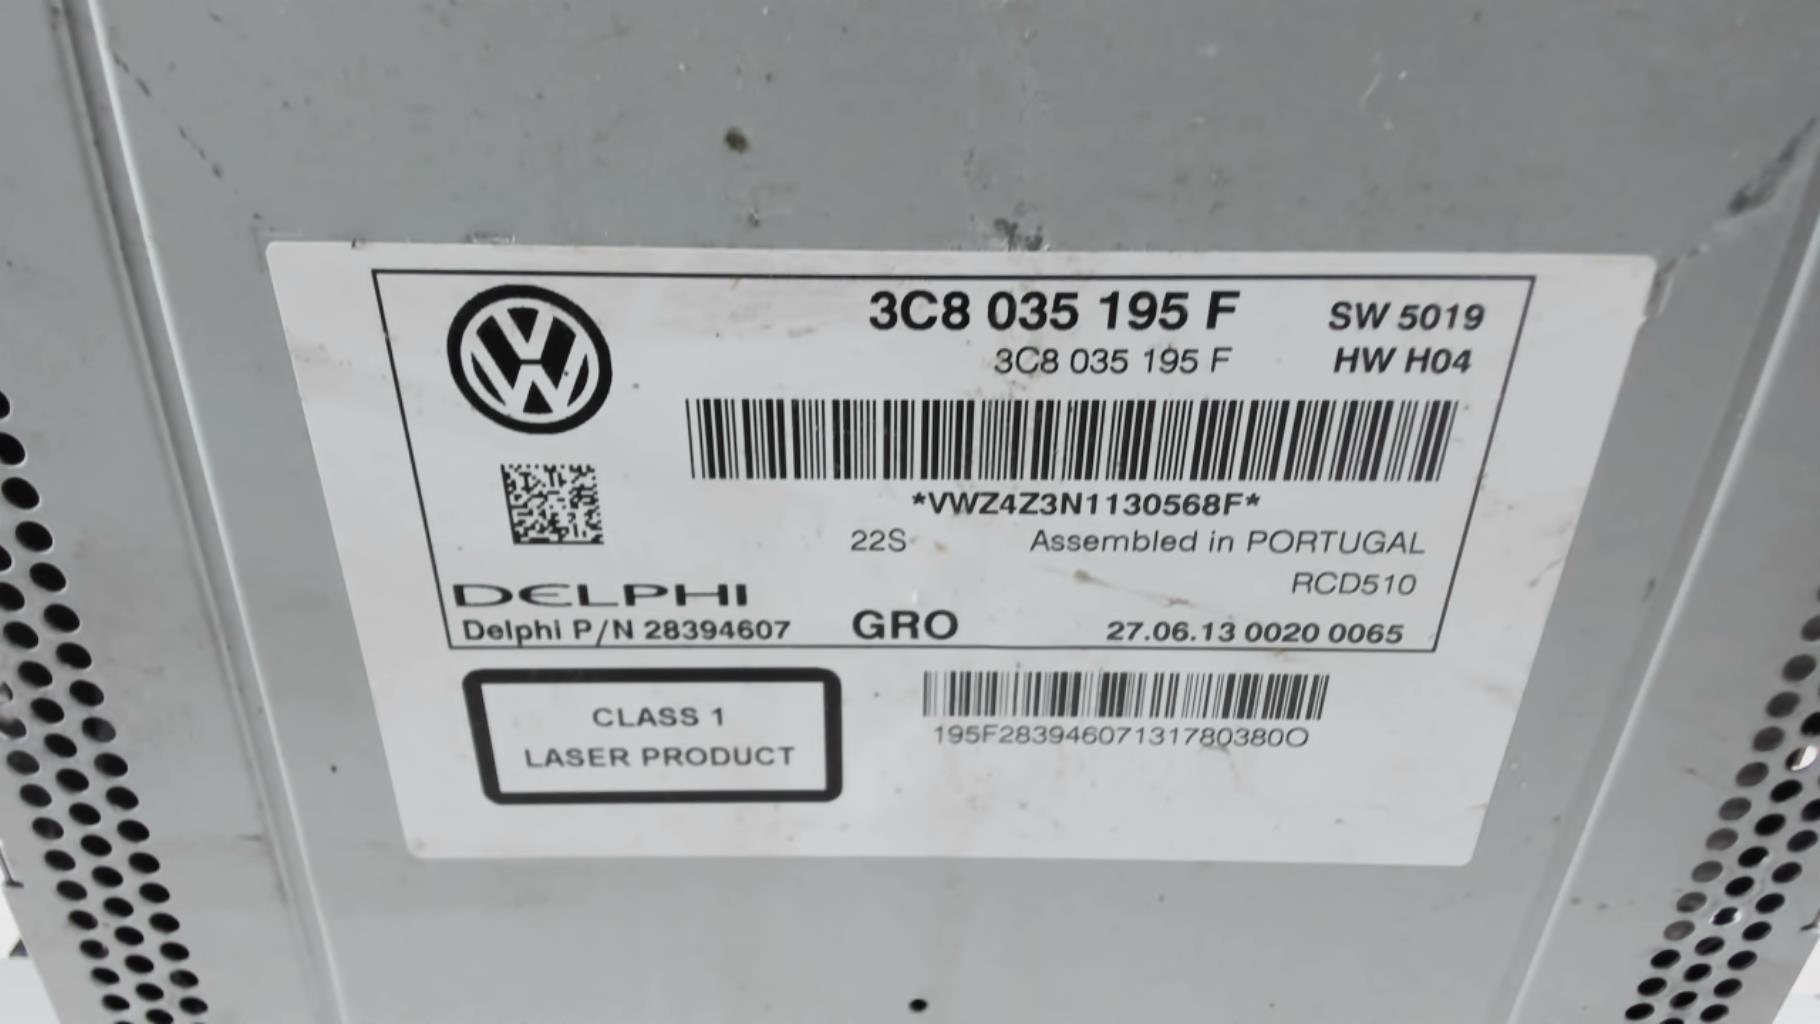 3C8 035 195 F SW 5019
3C8 035 195 F HW H04
*VWZ4Z3N1130568F*
22S Assembled in PORTUGAL
RCD510
DELPHI
Delphi P/N 28394607 GRO 27.06.13 0020 0065
CLASS 1
LASER PRODUCT
195F28394607131780380O